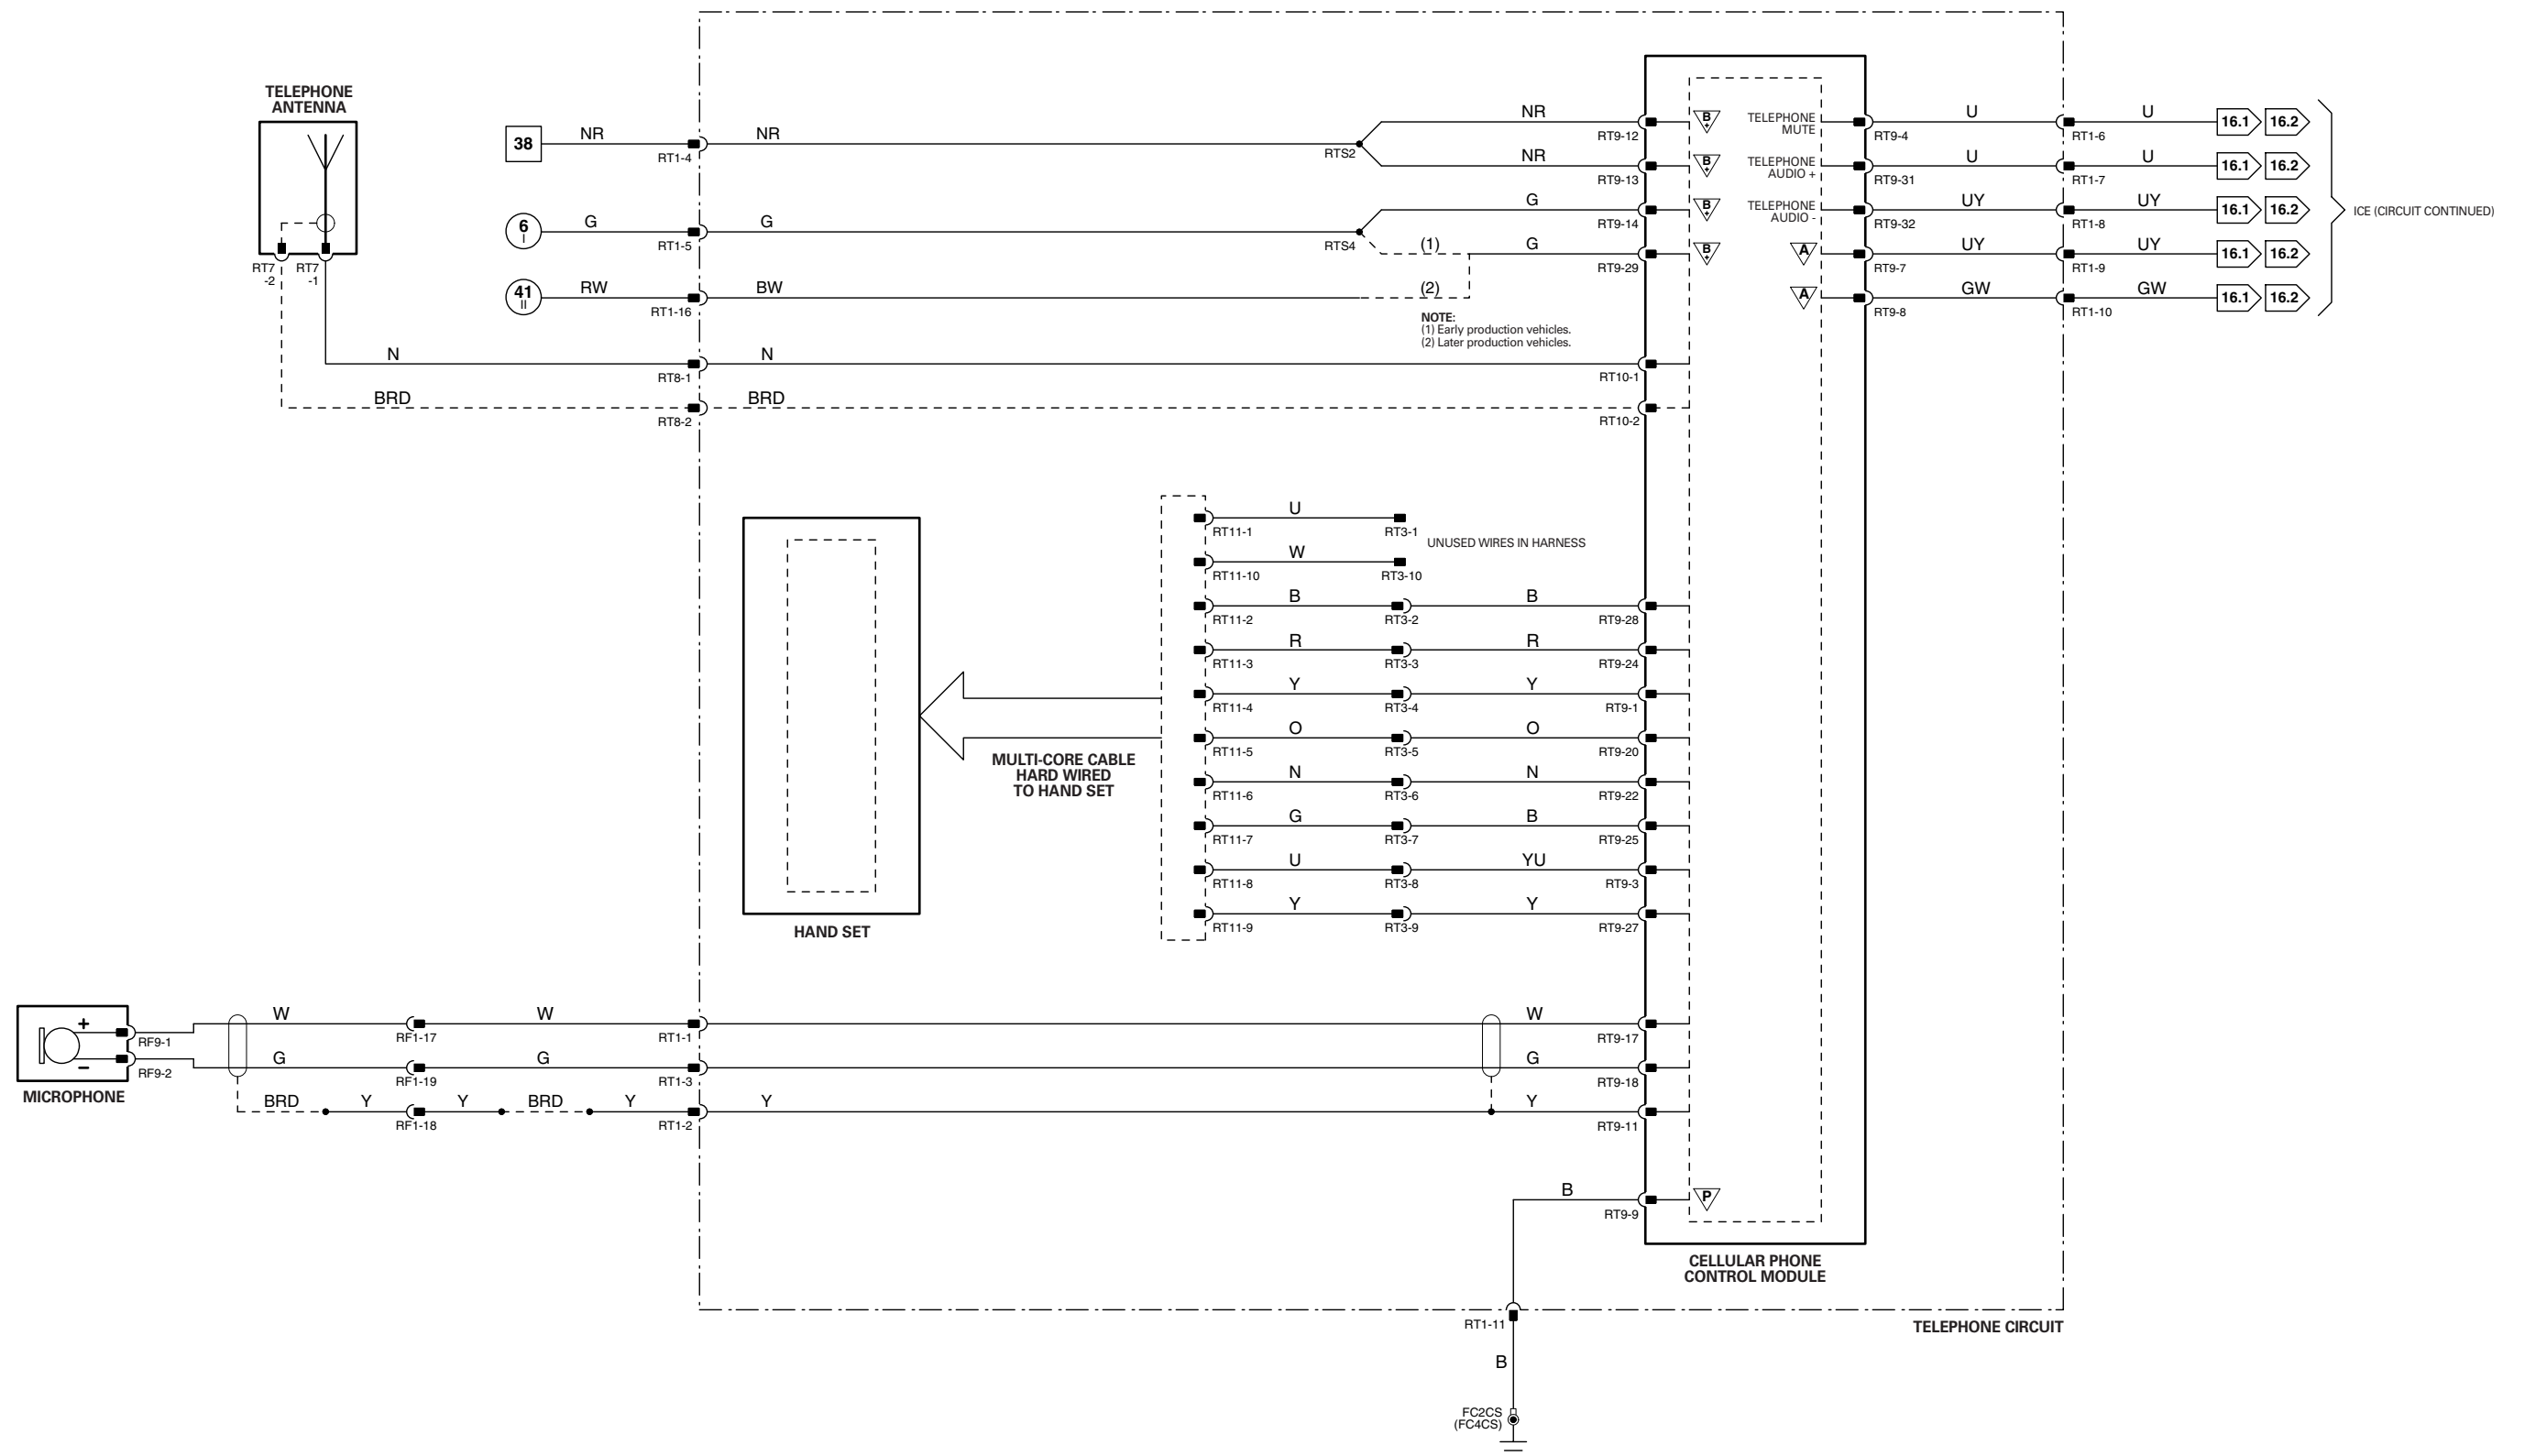 TELEPHONE
ANTENNA
RT7
-2
RT7
-1
38
NR
RT1-4
NR
RTS2
NR
RT9-12
NR
RT9-13
6
I
G
RT1-5
G
RTS4
G
RT9-14
(1)
G
RT9-29
41
II
RW
RT1-16
BW
(2)
NOTE:
(1) Early production vehicles.
(2) Later production vehicles.
N
RT8-1
N
RT10-1
BRD
RT8-2
BRD
RT10-2
B
+
B
+
B
+
B
+
TELEPHONE
MUTE
TELEPHONE
AUDIO +
TELEPHONE
AUDIO -
A
A
RT9-4
U
RT1-6
U
16.1
16.2
RT9-31
U
RT1-7
U
16.1
16.2
RT9-32
UY
RT1-8
UY
16.1
16.2
RT9-7
UY
RT1-9
UY
16.1
16.2
RT9-8
GW
RT1-10
GW
16.1
16.2
ICE (CIRCUIT CONTINUED)
HAND SET
MULTI-CORE CABLE
HARD WIRED
TO HAND SET
RT11-1
U
RT3-1
UNUSED WIRES IN HARNESS
RT11-10
W
RT3-10
RT11-2
B
RT3-2
B
RT9-28
RT11-3
R
RT3-3
R
RT9-24
RT11-4
Y
RT3-4
Y
RT9-1
RT11-5
O
RT3-5
O
RT9-20
RT11-6
N
RT3-6
N
RT9-22
RT11-7
G
RT3-7
B
RT9-25
RT11-8
U
RT3-8
YU
RT9-3
RT11-9
Y
RT3-9
Y
RT9-27
+
−
MICROPHONE
RF9-1
RF9-2
W
RF1-17
W
RT1-1
W
RT9-17
G
RF1-19
G
RT1-3
G
RT9-18
BRD
Y
RF1-18
Y
BRD
Y
RT1-2
Y
Y
RT9-11
B
RT9-9
P
CELLULAR PHONE
CONTROL MODULE
RT1-11
TELEPHONE CIRCUIT
B
FC2CS
(FC4CS)